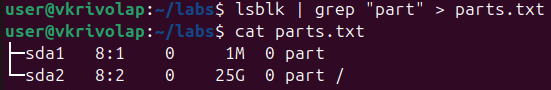 user@vkrivolap:~/labs$ lsblk | grep "part" > parts.txt
user@vkrivolap:~/labs$ cat parts.txt
├─sda1   8:1    0     1M  0 part
└─sda2   8:2    0    25G  0 part /